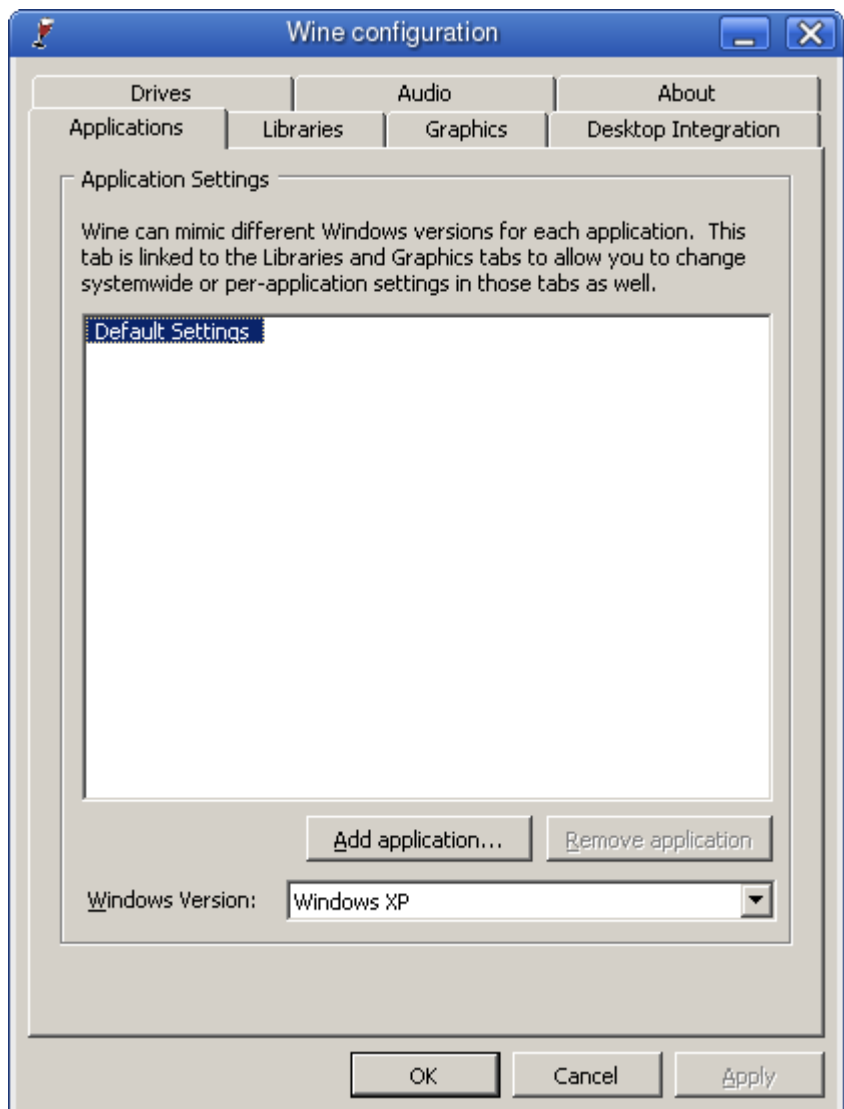 Wine configuration
Drives Audio About
Applications Libraries Graphics Desktop Integration
Application Settings
Wine can mimic different Windows versions for each application.  This
tab is linked to the Libraries and Graphics tabs to allow you to change
systemwide or per-application settings in those tabs as well.
Default Settings
Add application... Remove application
Windows Version: Windows XP
OK Cancel Apply